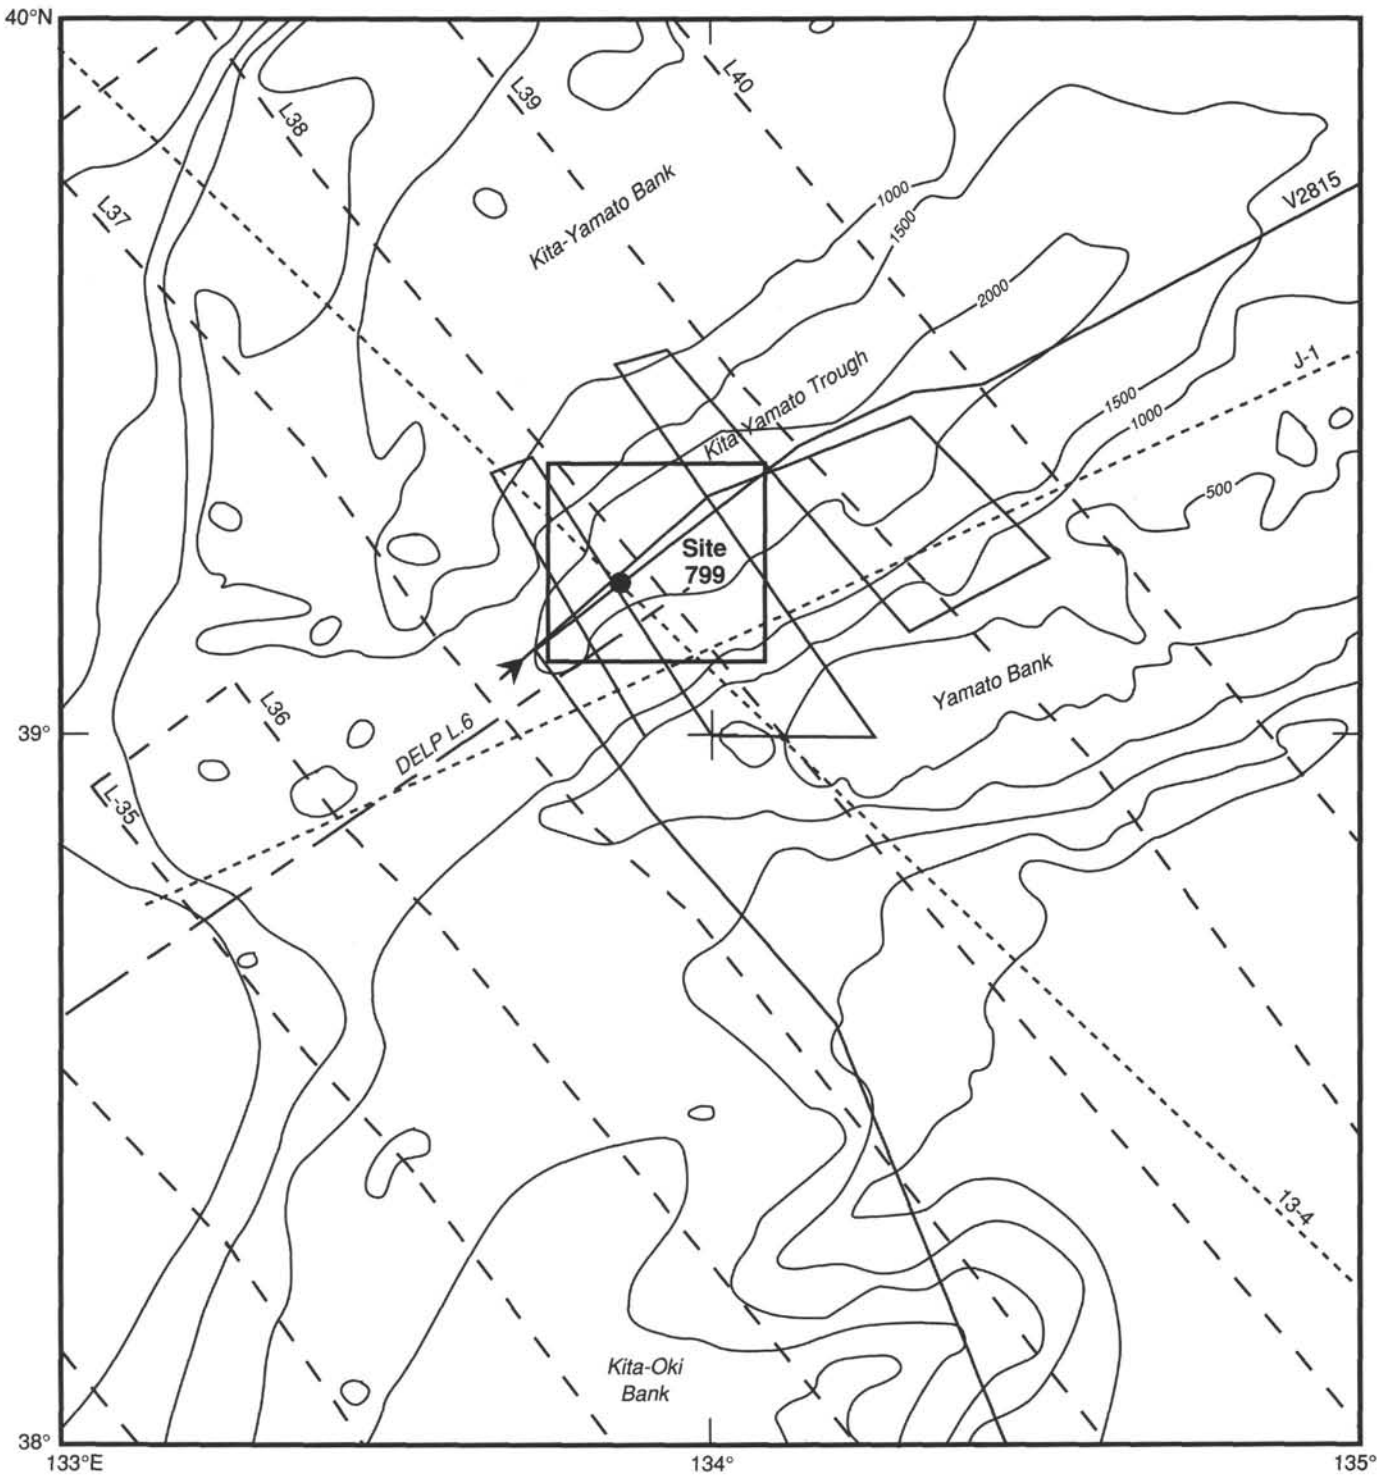 40°N
L40
L39
L38
Kita-Yamato Bank
1000
V2815
L37
1500
2000
J-1
Kita-Yamato Trough
1500
1000
500
Site
799
Yamato Bank
L36
DELP L.6
39°
L-35
13-4
Kita-Oki
Bank
38°
133°E
134°
135°